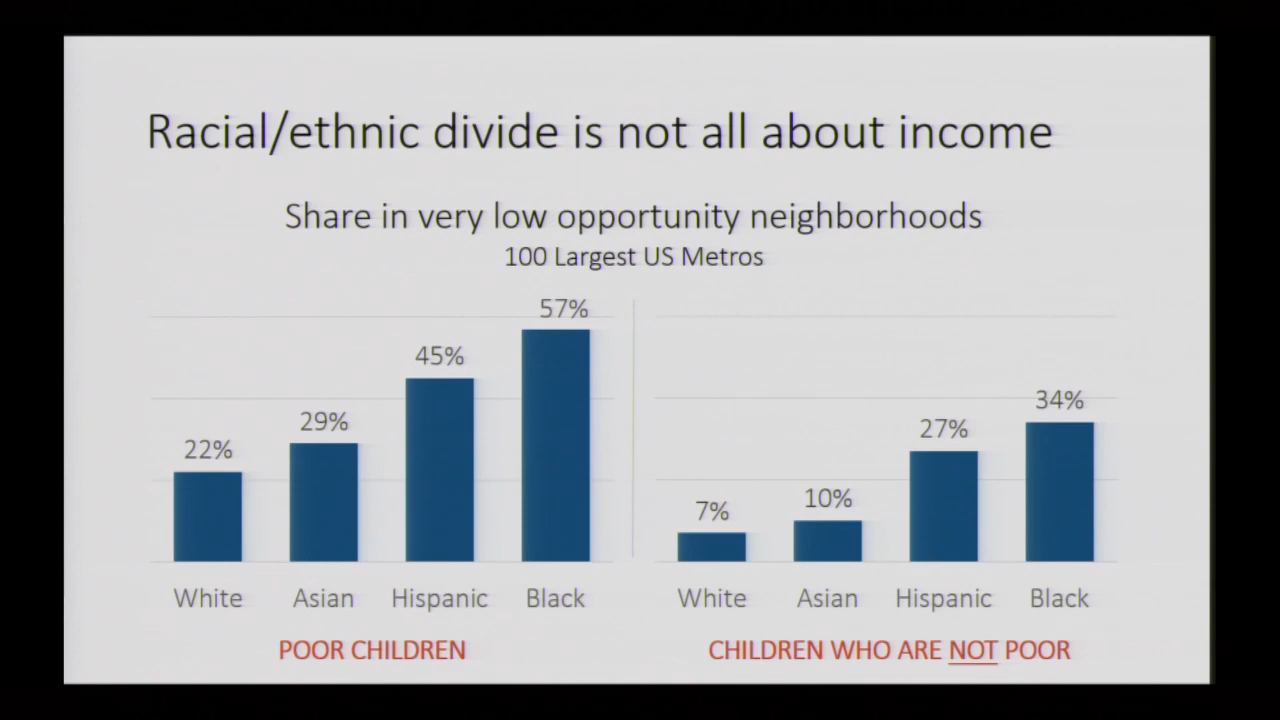 Racial/ethnic divide is not all about income
Share in very low opportunity neighborhoods
100 Largest US Metros
22%
29%
45%
57%
White
Asian
Hispanic
Black
POOR CHILDREN
7%
10%
27%
34%
White
Asian
Hispanic
Black
CHILDREN WHO ARE NOT POOR